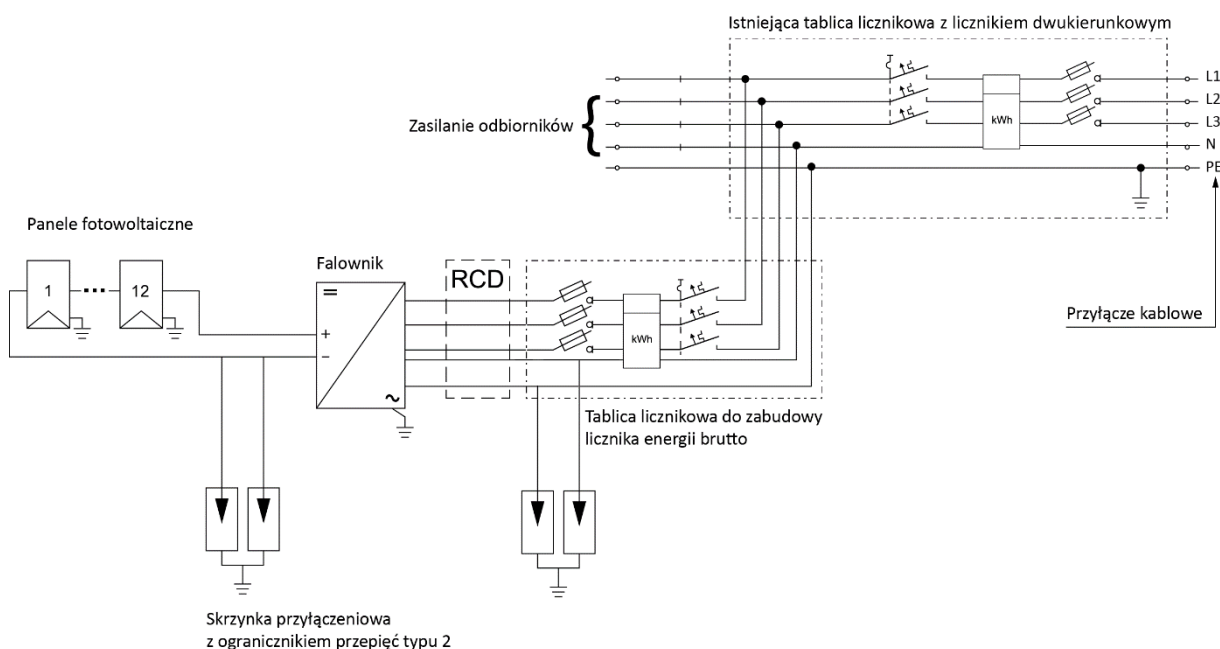 Istniejąca tablica licznikowa z licznikiem dwukierunkowym
L1
L2
L3
N
PE
kWh
Zasilanie odbiorników
Przyłącze kablowe
Panele fotowoltaiczne
1
12
Falownik
=
+
−
~
RCD
kWh
Tablica licznikowa do zabudowy
licznika energii brutto
Skrzynka przyłączeniowa
z ogranicznikiem przepięć typu 2